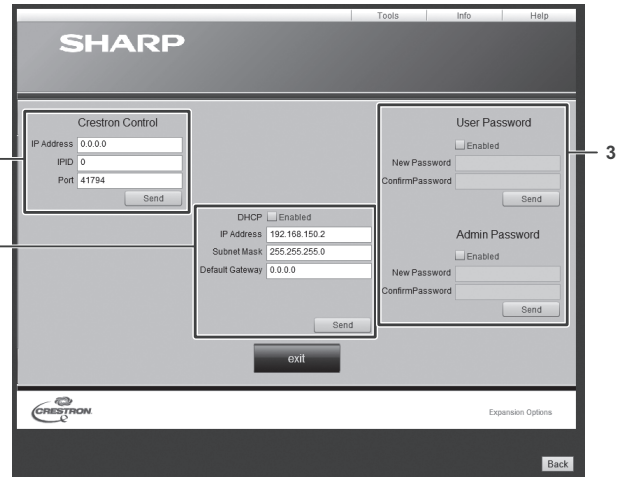 Tools Info Help
SHARP
Crestron Control
IP Address 0.0.0.0
IPID 0
Port 41794
Send
DHCP Enabled
IP Address 192.168.150.2
Subnet Mask 255.255.255.0
Default Gateway 0.0.0.0
Send
User Password
Enabled
New Password
ConfirmPassword
Send
Admin Password
Enabled
New Password
ConfirmPassword
Send
3
exit
CRESTRON
Expansion Options
Back